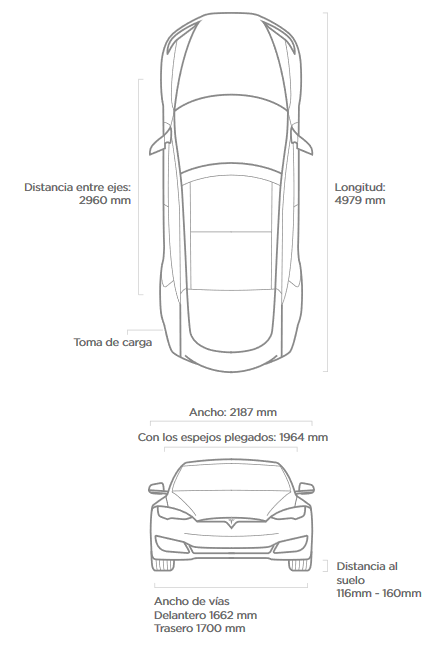 Distancia entre ejes:
2960 mm
Longitud:
4979 mm
Toma de carga
Ancho: 2187 mm
Con los espejos plegados: 1964 mm
Distancia al
suelo
116mm - 160mm
Ancho de vías
Delantero 1662 mm
Trasero 1700 mm